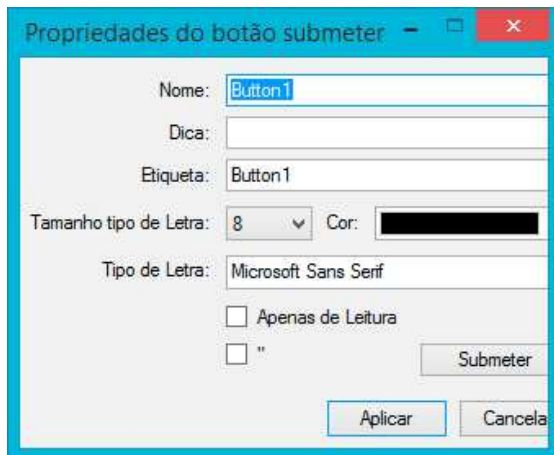 Propriedades do botão submeter
Nome: Button1
Dica:
Etiqueta: Button1
Tamanho tipo de Letra: 8 Cor:
Tipo de Letra: Microsoft Sans Serif
Apenas de Leitura
" Submeter
Aplicar Cancela